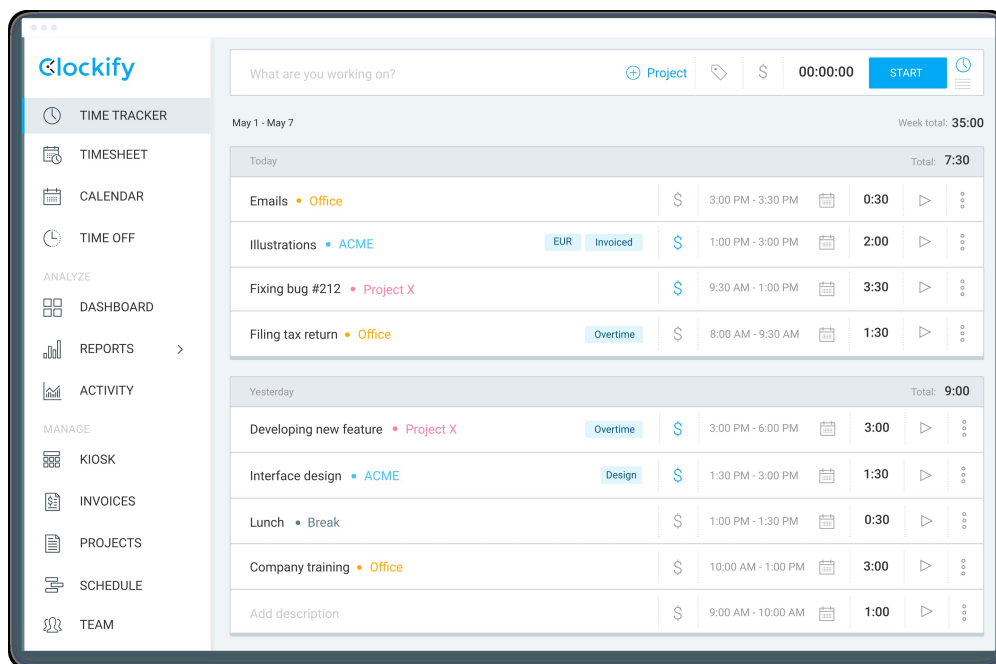 Clockify
TIME TRACKER
TIMESHEET
CALENDAR
TIME OFF
ANALYZE
DASHBOARD
REPORTS
ACTIVITY
MANAGE
KIOSK
INVOICES
PROJECTS
SCHEDULE
TEAM
What are you working on? Project $ 00:00:00 START
May 1 - May 7 Week total: 35:00
Today Total: 7:30
Emails • Office $ 3:00 PM - 3:30 PM 0:30
Illustrations • ACME EUR Invoiced $ 1:00 PM - 3:00 PM 2:00
Fixing bug #212 • Project X $ 9:30 AM - 1:00 PM 3:30
Filing tax return • Office Overtime $ 8:00 AM - 9:30 AM 1:30
Yesterday Total: 9:00
Developing new feature • Project X Overtime $ 3:00 PM - 6:00 PM 3:00
Interface design • ACME Design $ 1:30 PM - 3:00 PM 1:30
Lunch • Break $ 1:00 PM - 1:30 PM 0:30
Company training • Office $ 10:00 AM - 1:00 PM 3:00
Add description $ 9:00 AM - 10:00 AM 1:00